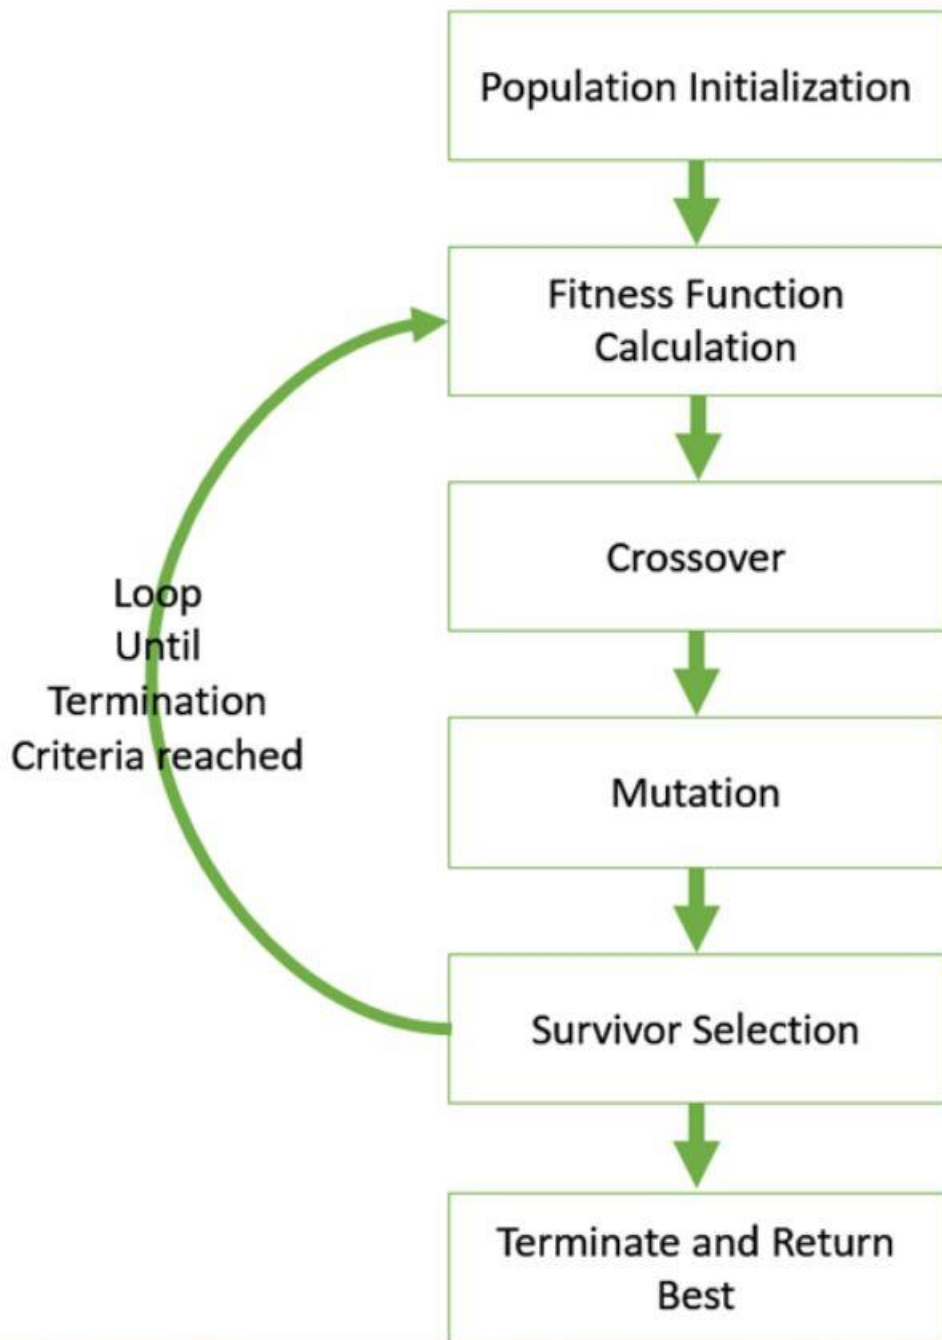 Population Initialization
Fitness Function
Calculation
Crossover
Loop
Until
Termination
Criteria reached
Mutation
Survivor Selection
Terminate and Return
Best